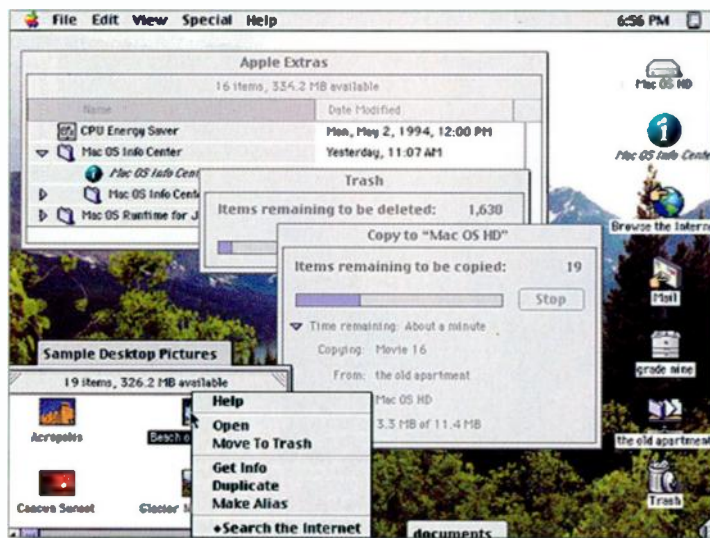 File Edit View Special Help 6:56 PM
Apple Extras
16 items, 334.2 MB available
Name Date Modified
CPU Energy Saver Mon, May 2, 1994, 12:00 PM
Mac OS Info Center Yesterday, 11:07 AM
Mac OS Info Cent
Mac OS Info Cent
Mac OS Runtime for J
Trash
Items remaining to be deleted: 1,630
Copy to “Mac OS HD”
Items remaining to be copied: 19
Stop
Time remaining: About a minute
Copying: Movie 16
From: the old apartment
Mac OS HD
3.3 MB of 11.4 MB
Sample Desktop Pictures
19 items, 326.2 MB available
Acropolis
Beach o
Canova Sunset
Glacier
Help
Open
Move To Trash
Get Info
Duplicate
Make Alias
Search the Internet
documents
Mac OS HD
Mac OS Info Cente
Browse the Interne
Mail
grade nine
the old apartment
Trash